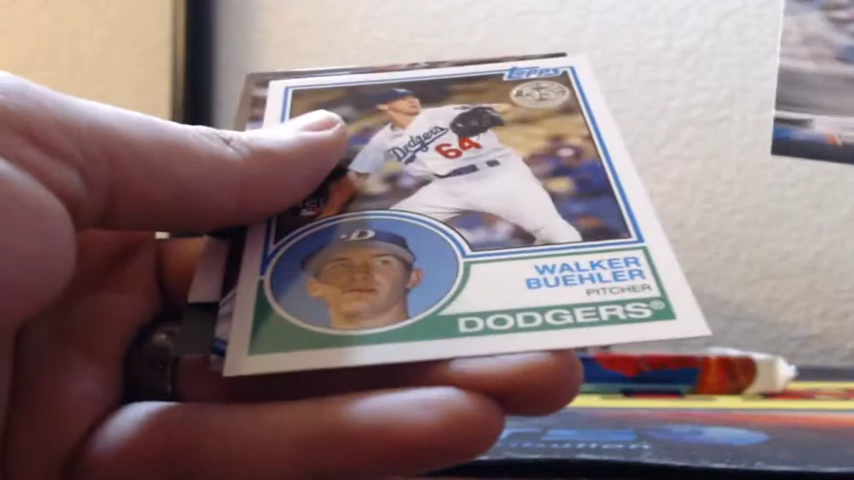 Topps
Dodgers
64
D
WALKER
BUEHLER
PITCHER
DODGERS